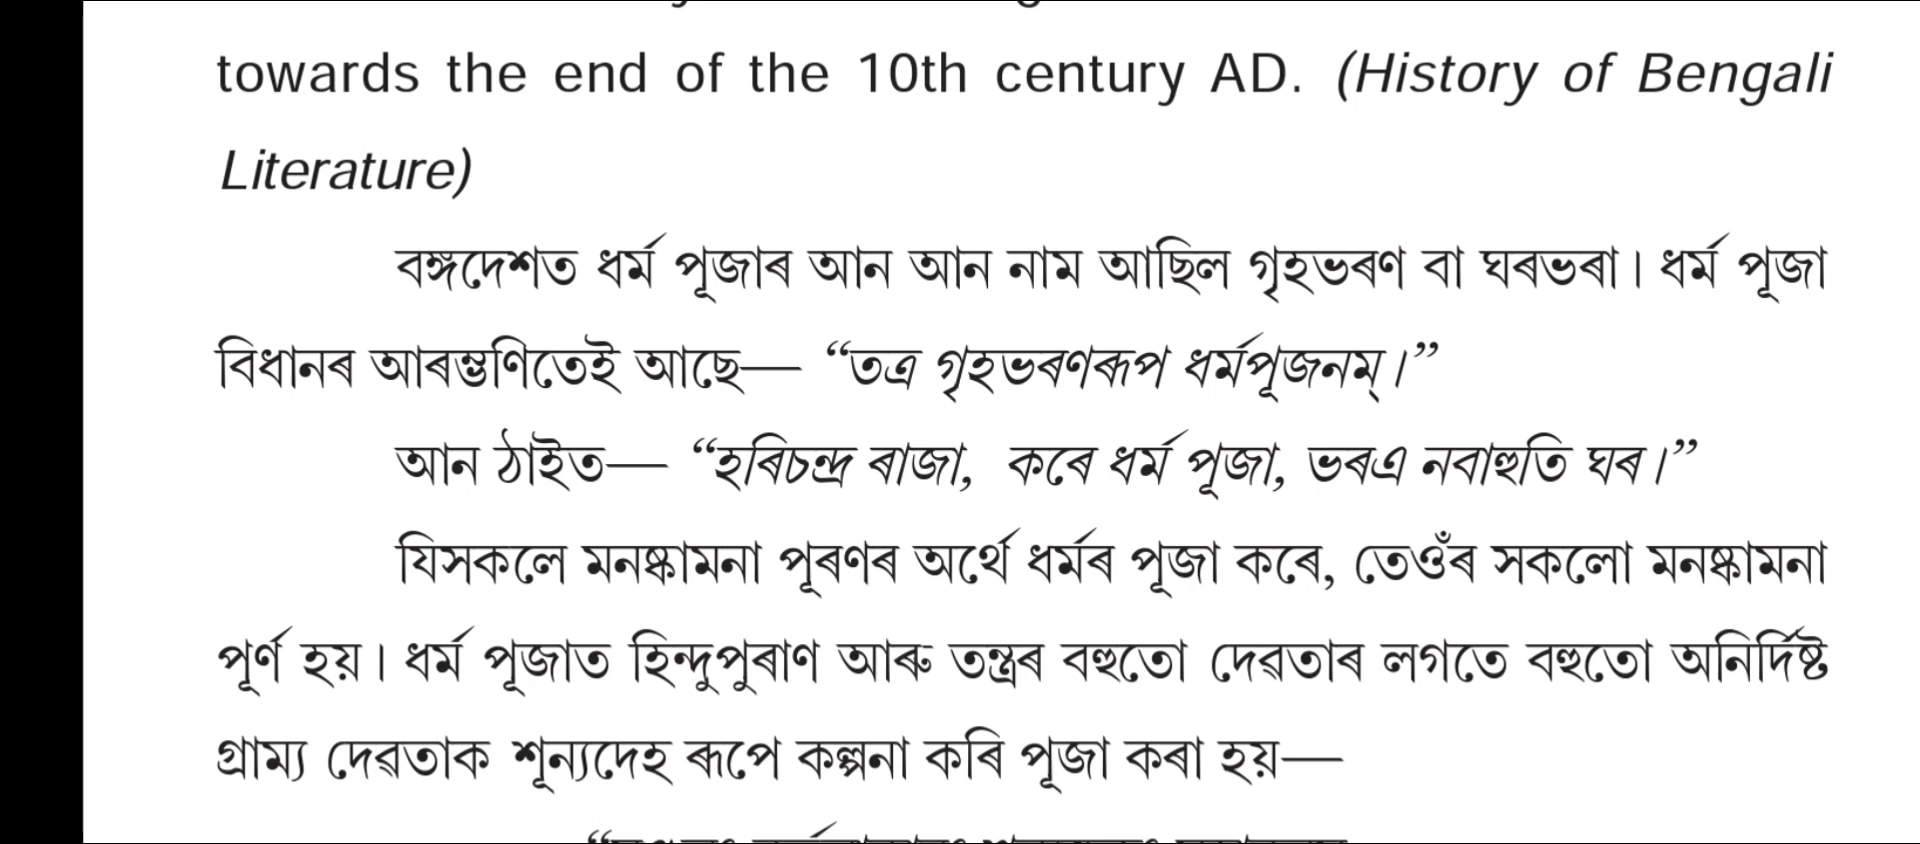 towards the end of the 10th century AD. (History of Bengali
Literature)
বঙ্গদেশত ধৰ্ম পূজাৰ আন আন নাম আছিল গৃহভৰণ বা ঘৰভৰা। ধৰ্ম পূজা
বিধানৰ আৰম্ভণিতেই আছে— “তত্ৰ গৃহভৰণৰূপ ধৰ্মপূজনম্।”
আন ঠাইত— “হৰিচন্দ্ৰ ৰাজা, কৰে ধৰ্ম পূজা, ভৰএ নবাহুতি ঘৰ।”
যিসকলে মনষ্কামনা পূৰণৰ অৰ্থে ধৰ্মৰ পূজা কৰে, তেওঁৰ সকলো মনষ্কামনা
পূৰ্ণ হয়। ধৰ্ম পূজাত হিন্দুপুৰাণ আৰু তন্ত্ৰৰ বহুতো দেৱতাৰ লগতে বহুতো অনিৰ্দিষ্ট
গ্ৰাম্য দেৱতাক শূন্যদেহ ৰূপে কল্পনা কৰি পূজা কৰা হয়—